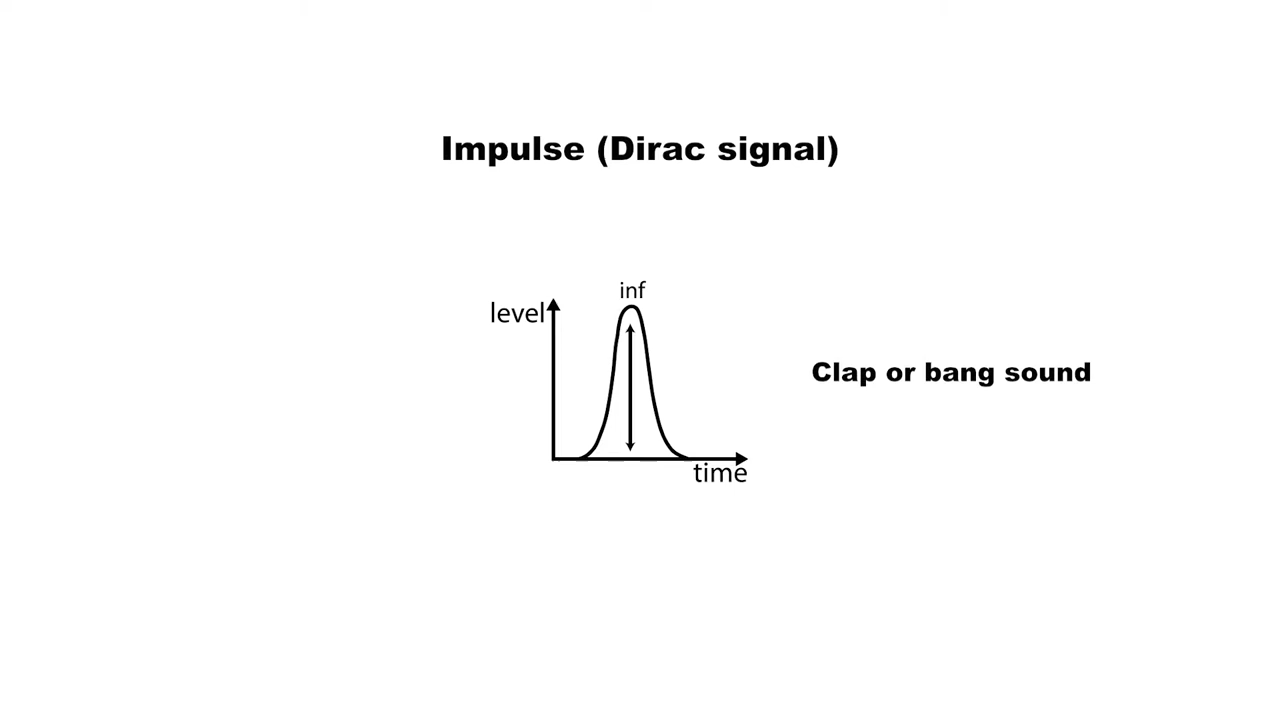 Impulse (Dirac signal)
inf
level
Clap or bang sound
time